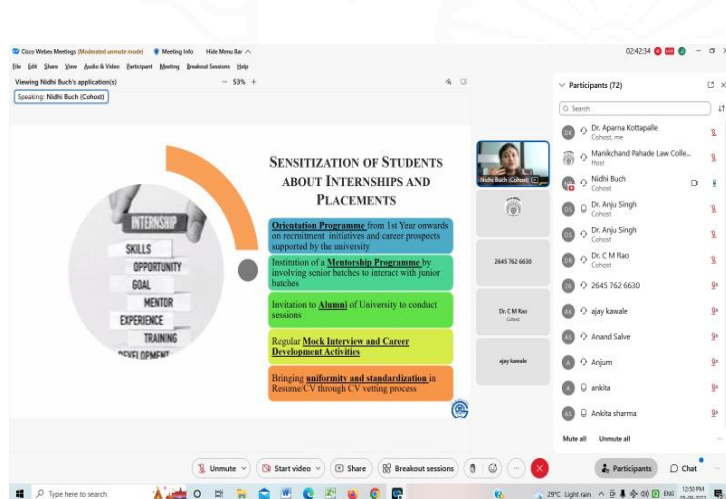 Cisco Webex Meetings (Moderated unmute mode) Meeting Info Hide Menu Bar
02:42:34
File Edit Share View Audio & Video Participant Meeting Breakout Sessions Help
Viewing Nidhi Buch's application(s)
− 53% +
Speaking: Nidhi Buch (Cohost)
SENSITIZATION OF STUDENTS
ABOUT INTERNSHIPS AND
PLACEMENTS
INTERNSHIP
SKILLS
OPPORTUNITY
GOAL
MENTOR
EXPERIENCE
TRAINING
DEVELOPMENT
Orientation Programme from 1st Year onwards
on recruitment initiatives and career prospects
supported by the university
Institution of a Mentorship Programme by
involving senior batches to interact with junior
batches
Invitation to Alumni of University to conduct
sessions
Regular Mock Interview and Career
Development Activities
Bringing uniformity and standardization in
Resume/CV through CV vetting process
Nidhi Buch (Cohost)
2645 762 6630
Dr. C M Rao
Cohost
ajay kawale
Participants (72)
Search
DK Dr. Aparna Kottapalle
Cohost, me
Manikchand Pahade Law Colle...
Host
Nidhi Buch
Cohost
DS Dr. Anju Singh
Cohost
DS Dr. Anju Singh
Cohost
DR Dr. C M Rao
Cohost
2645 762 6630
AK ajay kawale
AS Anand Salve
A Anjum
A ankita
AS Ankita sharma
Mute all Unmute all
Unmute Start video Share Breakout sessions
Participants Chat
Type here to search
29°C Light rain ENG 12:50 PM